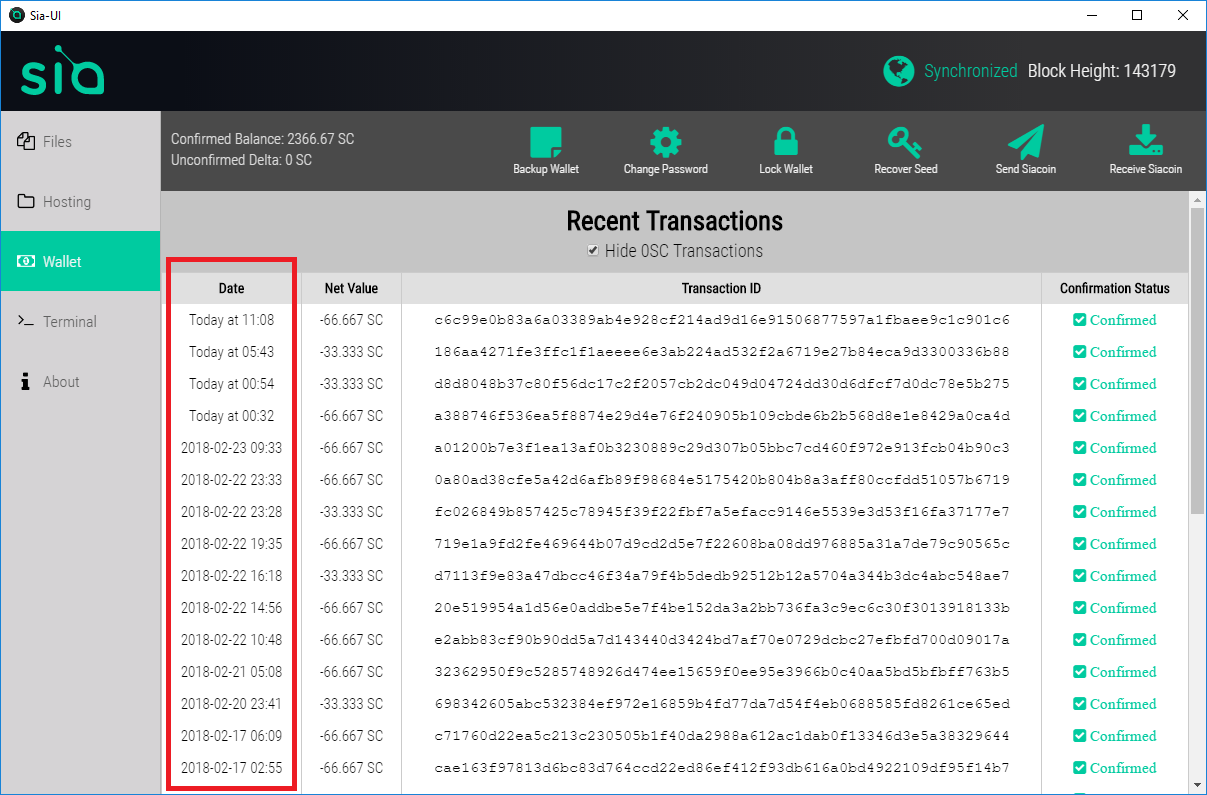 Sia-UI
sia
Synchronized Block Height: 143179
Files
Hosting
Wallet
Terminal
About
Confirmed Balance: 2366.67 SC
Unconfirmed Delta: 0 SC
Backup Wallet Change Password Lock Wallet Recover Seed Send Siacoin Receive Siacoin
Recent Transactions
Hide 0SC Transactions
Date Net Value Transaction ID Confirmation Status
Today at 11:08 -66.667 SC c6c99e0b83a6a03389ab4e928cf214ad9d16e91506877597a1fbaee9c1c901c6 Confirmed
Today at 05:43 -33.333 SC 186aa4271fe3ffc1f1aeeee6e3ab224ad532f2a6719e27b84eca9d3300336b88 Confirmed
Today at 00:54 -33.333 SC d8d8048b37c80f56dc17c2f2057cb2dc049d04724dd30d6dfcf7d0dc78e5b275 Confirmed
Today at 00:32 -66.667 SC a388746f536ea5f8874e29d4e76f240905b109cbde6b2b568d8e1e8429a0ca4d Confirmed
2018-02-23 09:33 -66.667 SC a01200b7e3f1ea13af0b3230889c29d307b05bbc7cd460f972e913fcb04b90c3 Confirmed
2018-02-22 23:33 -66.667 SC 0a80ad38cfe5a42d6afb89f98684e5175420b804b8a3aff80ccfdd51057b6719 Confirmed
2018-02-22 23:28 -33.333 SC fc026849b857425c78945f39f22fbf7a5efacc9146e5539e3d53f16fa37177e7 Confirmed
2018-02-22 19:35 -66.667 SC 719e1a9fd2fe469644b07d9cd2d5e7f22608ba08dd976885a31a7de79c90565c Confirmed
2018-02-22 16:18 -33.333 SC d7113f9e83a47dbcc46f34a79f4b5dedb92512b12a5704a344b3dc4abc548ae7 Confirmed
2018-02-22 14:56 -66.667 SC 20e519954a1d56e0addbe5e7f4be152da3a2bb736fa3c9ec6c30f3013918133b Confirmed
2018-02-22 10:48 -66.667 SC e2abb83cf90b90dd5a7d143440d3424bd7af70e0729dcbc27efbfd700d09017a Confirmed
2018-02-21 05:08 -66.667 SC 32362950f9c5285748926d474ee15659f0ee95e3966b0c40aa5bd5bfbff763b5 Confirmed
2018-02-20 23:41 -33.333 SC 698342605abc532384ef972e16859b4fd77da7d54f4eb0688585fd8261ce65ed Confirmed
2018-02-17 06:09 -66.667 SC c71760d22ea5c213c230505b1f40da2988a612ac1dab0f13346d3e5a38329644 Confirmed
2018-02-17 02:55 -66.667 SC cae163f97813d6bc83d764ccd22ed86ef412f93db616a0bd4922109df95f14b7 Confirmed